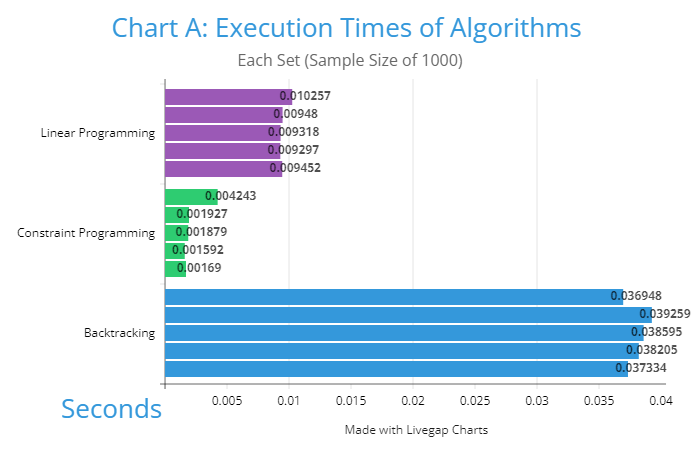 Chart A: Execution Times of Algorithms
Each Set (Sample Size of 1000)
0.010257
0.00948
Linear Programming 0.009318
0.009297
0.009452
0.004243
0.001927
Constraint Programming 0.001879
0.001592
0.00169
0.036948
0.039259
Backtracking 0.038595
0.038205
0.037334
Seconds 0.005 0.01 0.015 0.02 0.025 0.03 0.035 0.04
Made with Livegap Charts